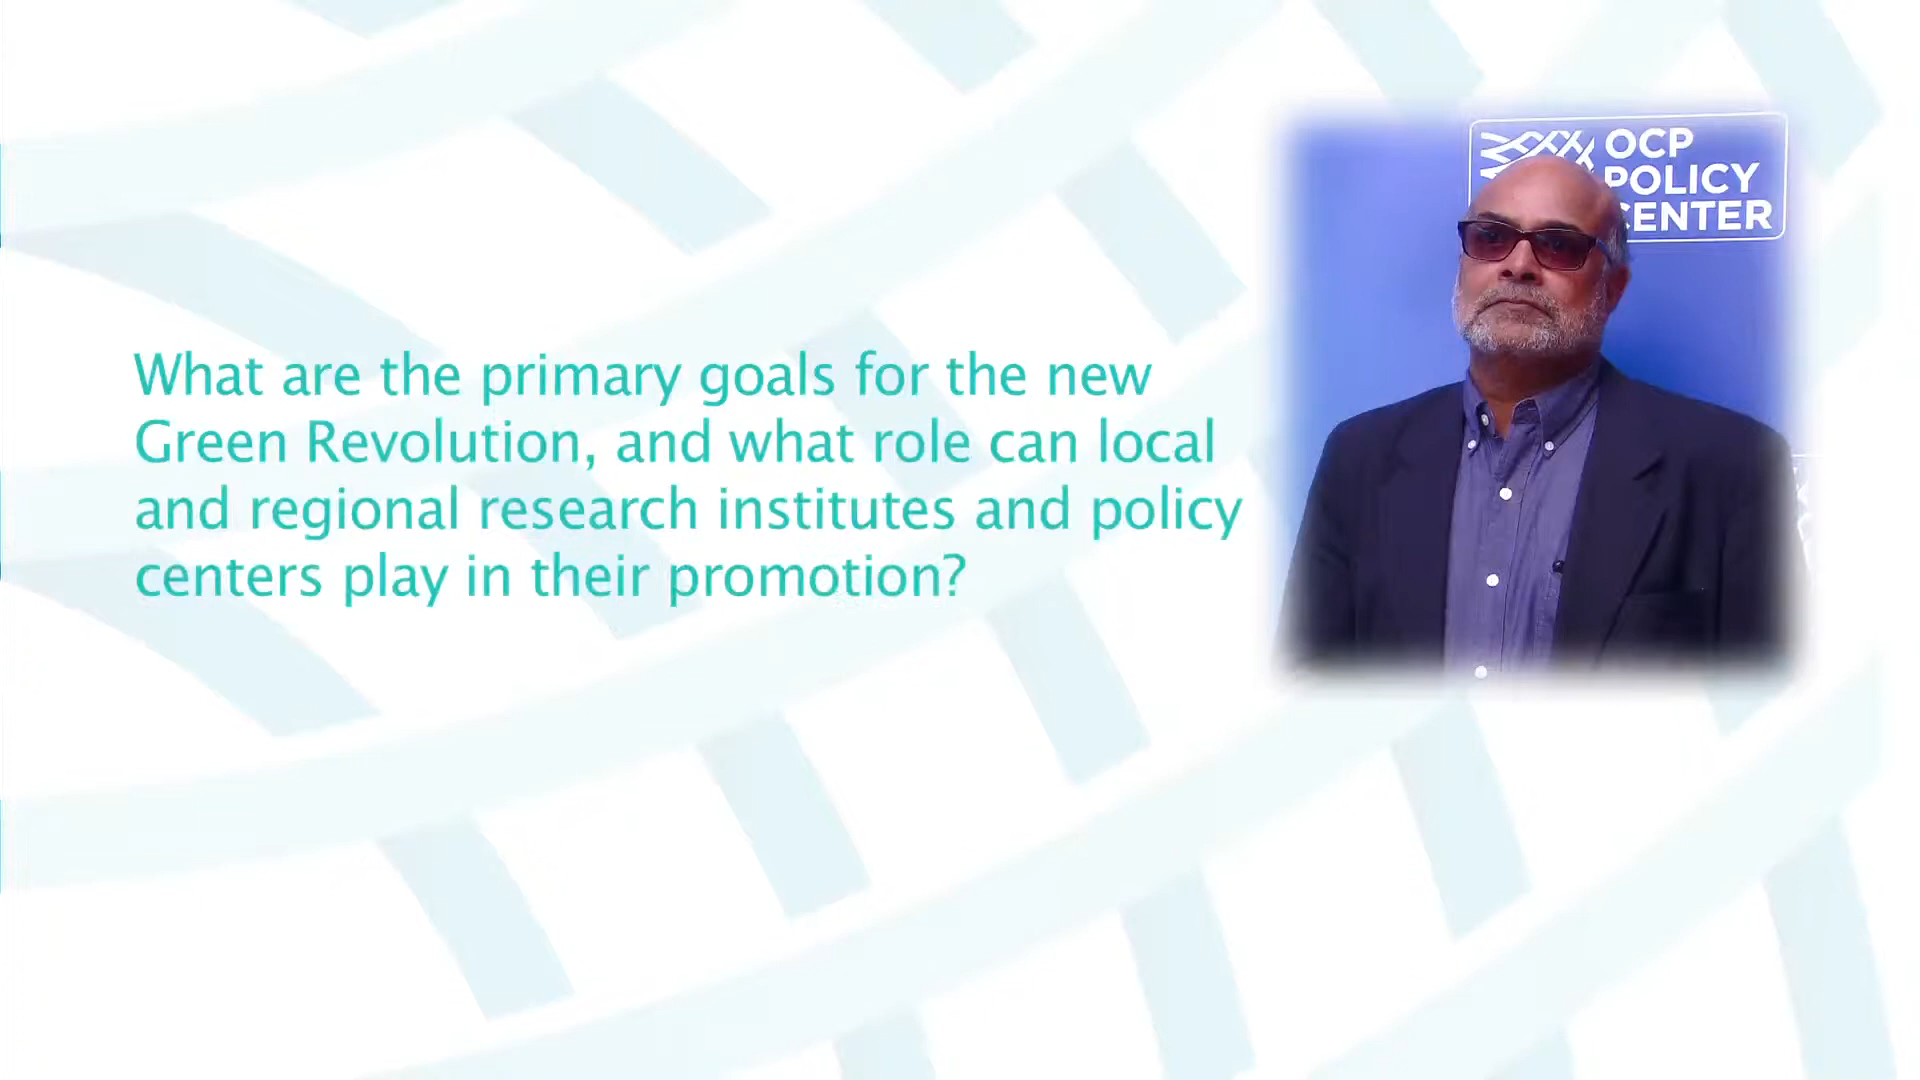 What are the primary goals for the new
Green Revolution, and what role can local
and regional research institutes and policy
centers play in their promotion?
OCP
POLICY
CENTER